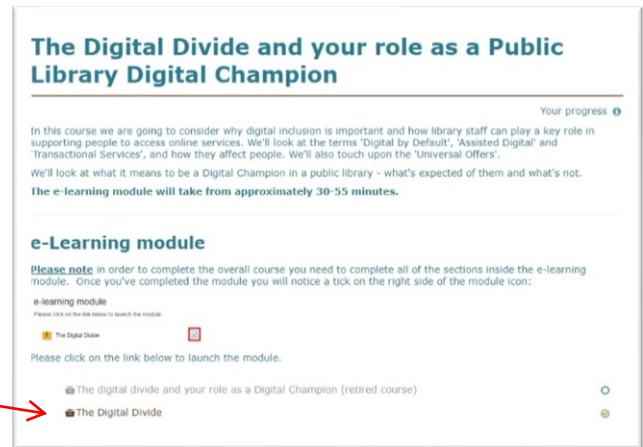 The Digital Divide and your role as a Public
Library Digital Champion
Your progress
In this course we are going to consider why digital inclusion is important and how library staff can play a key role in
supporting people to access online services. We'll look at the terms 'Digital by Default', 'Assisted Digital' and
'Transactional Services', and how they affect people. We'll also touch upon the 'Universal Offers'.
We'll look at what it means to be a Digital Champion in a public library - what's expected of them and what's not.
The e-learning module will take from approximately 30-55 minutes.
e-Learning module
Please note in order to complete the overall course you need to complete all of the sections inside the e-learning
module. Once you've completed the module you will notice a tick on the right side of the module icon:
e-learning module
Please click on the link below to launch the module.
The Digital Divide
Please click on the link below to launch the module.
The digital divide and your role as a Digital Champion (retired course)
The Digital Divide